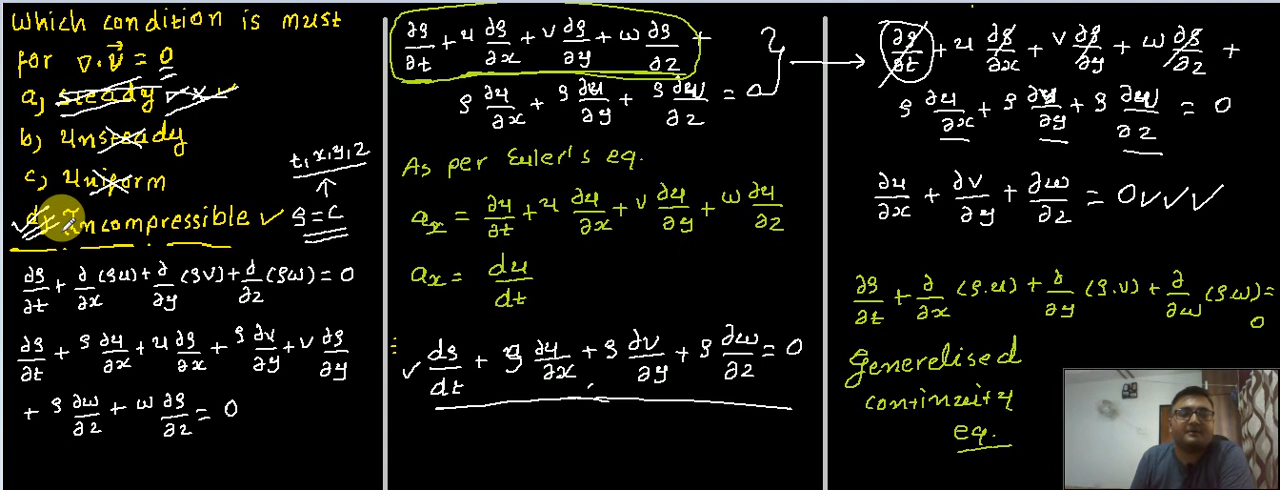 Which condition is must
for ∇.v⃗ = 0
a, steady ✓×✓
b) unsteady
c, uniform
d, Incompressible ✓
t, x, y, z
↑
ρ = c
∂ρ/∂t + ∂/∂x (ρu) + ∂/∂y (ρv) + ∂/∂z (ρw) = 0
∂ρ/∂t + ρ ∂u/∂x + u ∂ρ/∂x + ρ ∂v/∂y + v ∂ρ/∂y
+ ρ ∂w/∂z + w ∂ρ/∂z = 0
∂ρ/∂t + u ∂ρ/∂x + v ∂ρ/∂y + w ∂ρ/∂z +
ρ ∂u/∂x + ρ ∂v/∂y + ρ ∂w/∂z = 0
As per Euler's eq.
ax = ∂u/∂t + u ∂u/∂x + v ∂u/∂y + w ∂u/∂z
ax = du/dt
✓ dρ/dt + ρ ∂u/∂x + ρ ∂v/∂y + ρ ∂w/∂z = 0
→ ∂ρ/∂t + u ∂ρ/∂x + v ∂ρ/∂y + w ∂ρ/∂z +
ρ ∂u/∂x + ρ ∂v/∂y + ρ ∂w/∂z = 0
∂u/∂x + ∂v/∂y + ∂w/∂z = 0 ✓✓✓
∂ρ/∂t + ∂/∂x (ρ.u) + ∂/∂y (ρ.v) + ∂/∂w (ρ.w) =
0
Generelised
continuity
eq.